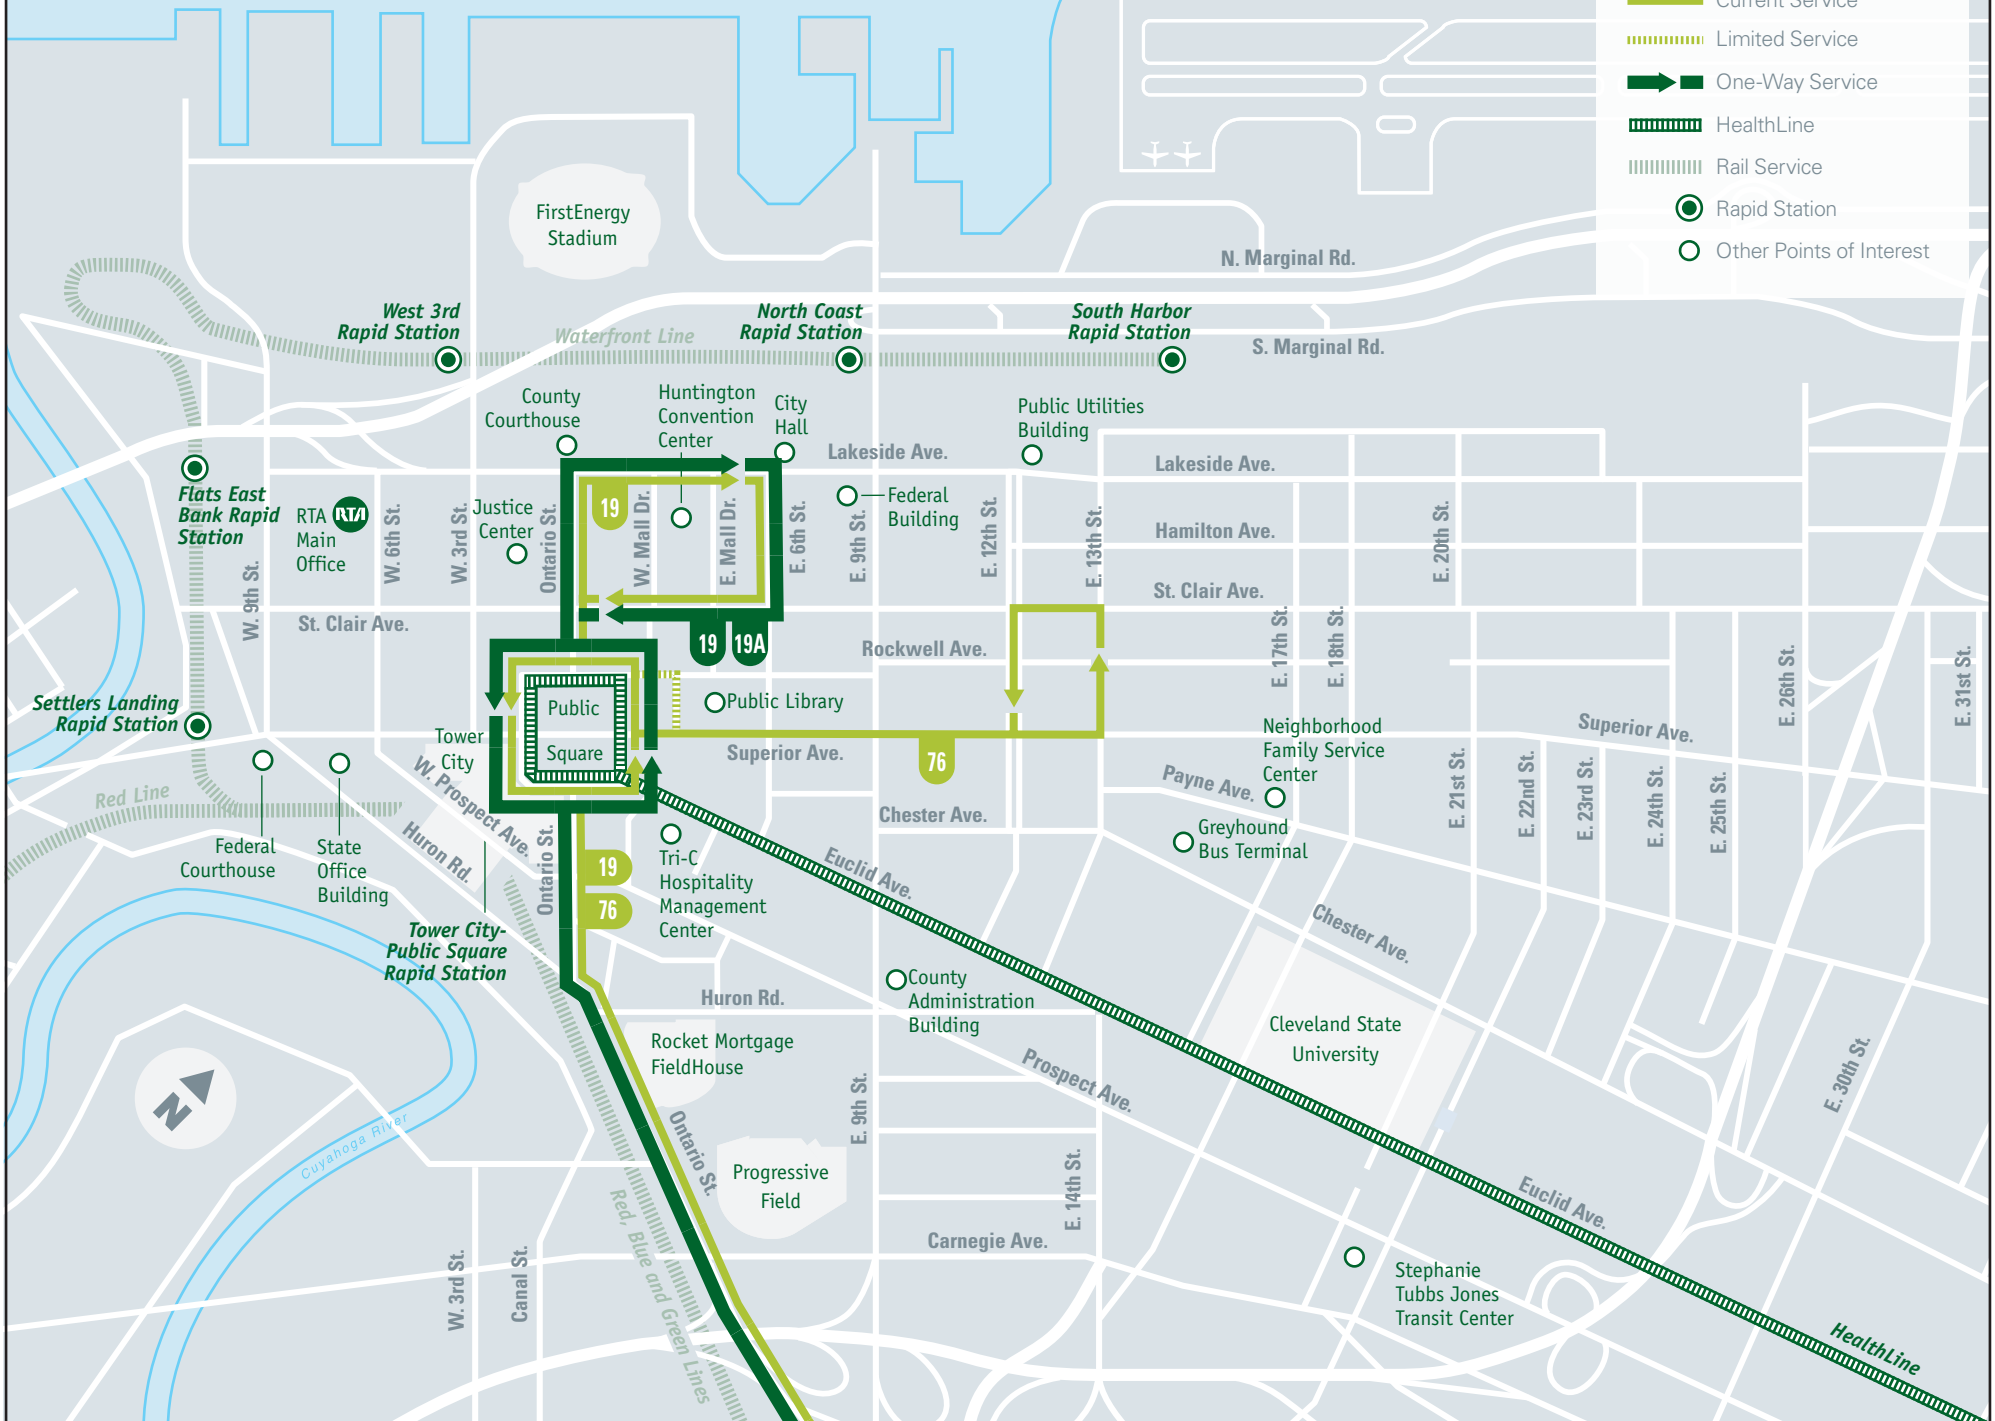 Current Service
Limited Service
One-Way Service
HealthLine
Rail Service
Rapid Station
Other Points of Interest
FirstEnergy
Stadium
N. Marginal Rd.
S. Marginal Rd.
West 3rd
Rapid Station
Waterfront Line
North Coast
Rapid Station
South Harbor
Rapid Station
County
Courthouse
Huntington
Convention
Center
City
Hall
Public Utilities
Building
Lakeside Ave.
Lakeside Ave.
Flats East
Bank Rapid
Station
RTA
Main
Office
RTA
W. 6th St.
W. 3rd St.
Justice
Center
Ontario St.
19
W. Mall Dr.
E. Mall Dr.
E. 6th St.
Federal
Building
E. 9th St.
E. 12th St.
E. 13th St.
Hamilton Ave.
E. 20th St.
W. 9th St.
St. Clair Ave.
St. Clair Ave.
19
19A
Rockwell Ave.
E. 17th St.
E. 18th St.
E. 26th St.
E. 31st St.
Settlers Landing
Rapid Station
Public
Square
Public Library
Tower
City
Superior Ave.
76
Superior Ave.
Neighborhood
Family Service
Center
Payne Ave.
E. 21st St.
E. 22nd St.
E. 23rd St.
E. 24th St.
E. 25th St.
Red Line
W. Prospect Ave.
Huron Rd.
Chester Ave.
Greyhound
Bus Terminal
Federal
Courthouse
State
Office
Building
Ontario St.
19
76
Tri-C
Hospitality
Management
Center
Euclid Ave.
Chester Ave.
Tower City-
Public Square
Rapid Station
Huron Rd.
County
Administration
Building
Cleveland State
University
Rocket Mortgage
FieldHouse
Prospect Ave.
E. 30th St.
N
Cuyahoga River
Ontario St.
E. 9th St.
Progressive
Field
E. 14th St.
Euclid Ave.
Red, Blue and Green Lines
Carnegie Ave.
W. 3rd St.
Canal St.
Stephanie
Tubbs Jones
Transit Center
HealthLine